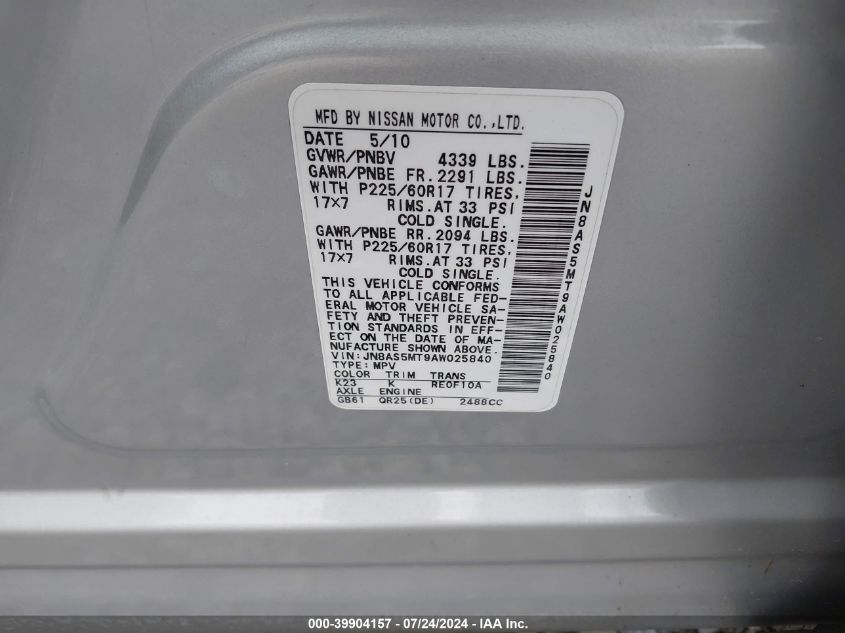 MFD BY NISSAN MOTOR CO.,LTD.
DATE 5/10
GVWR/PNBV 4339 LBS.
GAWR/PNBE FR. 2291 LBS.
WITH P225/60R17 TIRES,
17×7 RIMS. AT 33 PSI
COLD SINGLE.
GAWR/PNBE RR. 2094 LBS.
WITH P225/60R17 TIRES,
17×7 RIMS. AT 33 PSI
COLD SINGLE.
THIS VEHICLE CONFORMS
TO ALL APPLICABLE FED-
ERAL MOTOR VEHICLE SA-
FETY AND THEFT PREVEN-
TION STANDARDS IN EFF-
ECT ON THE DATE OF MA-
NUFACTURE SHOWN ABOVE.
VIN: JN8AS5MT9AW025840
TYPE: MPV
COLOR TRIM TRANS
K23 K RE0F10A
AXLE ENGINE
GB61 QR25(DE) 2488CC
JN8AS5MT9AW025840
000-39904157 - 07/24/2024 - IAA Inc.